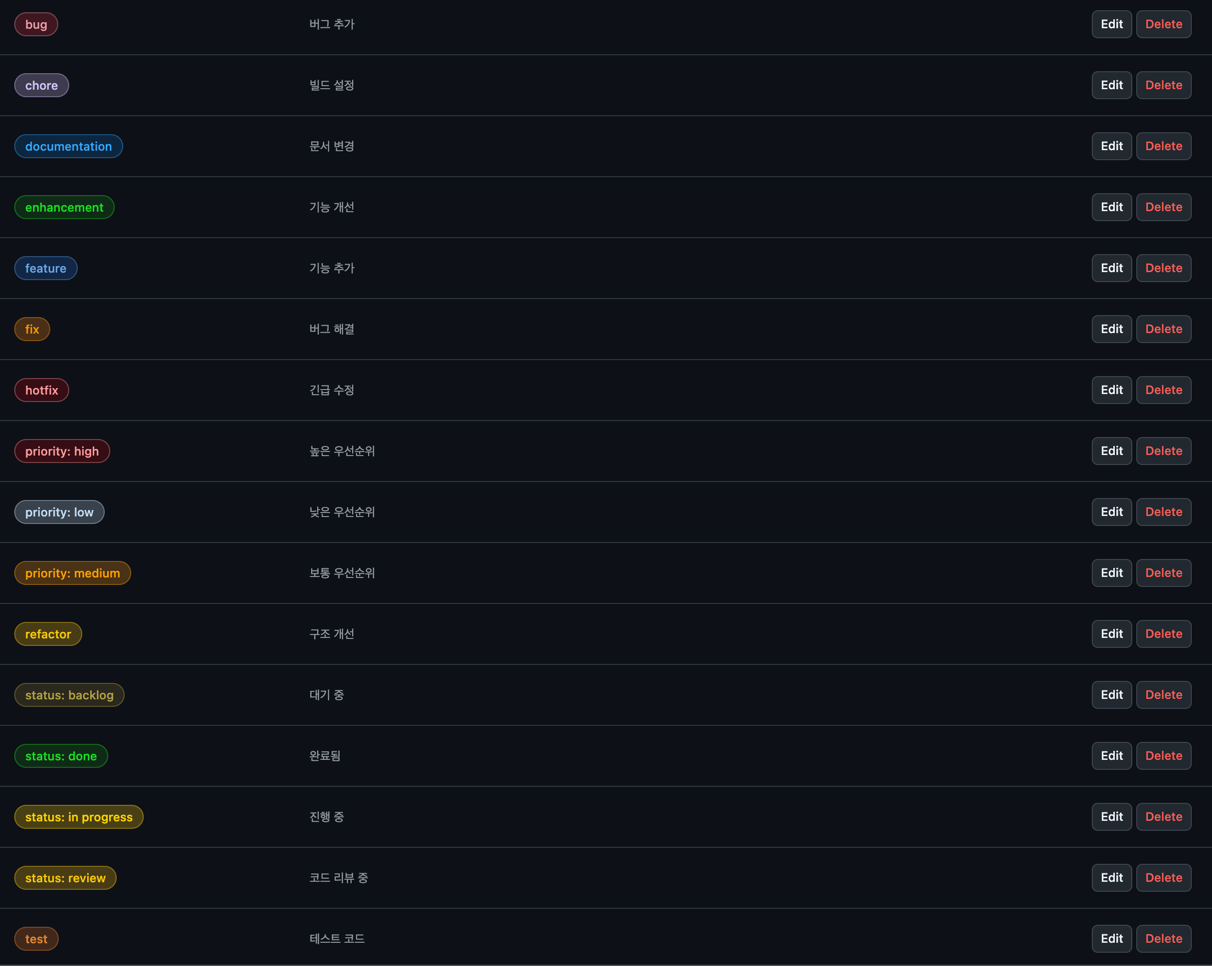 bug 버그 추가 Edit Delete
chore 빌드 설정 Edit Delete
documentation 문서 변경 Edit Delete
enhancement 기능 개선 Edit Delete
feature 기능 추가 Edit Delete
fix 버그 해결 Edit Delete
hotfix 긴급 수정 Edit Delete
priority: high 높은 우선순위 Edit Delete
priority: low 낮은 우선순위 Edit Delete
priority: medium 보통 우선순위 Edit Delete
refactor 구조 개선 Edit Delete
status: backlog 대기 중 Edit Delete
status: done 완료됨 Edit Delete
status: in progress 진행 중 Edit Delete
status: review 코드 리뷰 중 Edit Delete
test 테스트 코드 Edit Delete